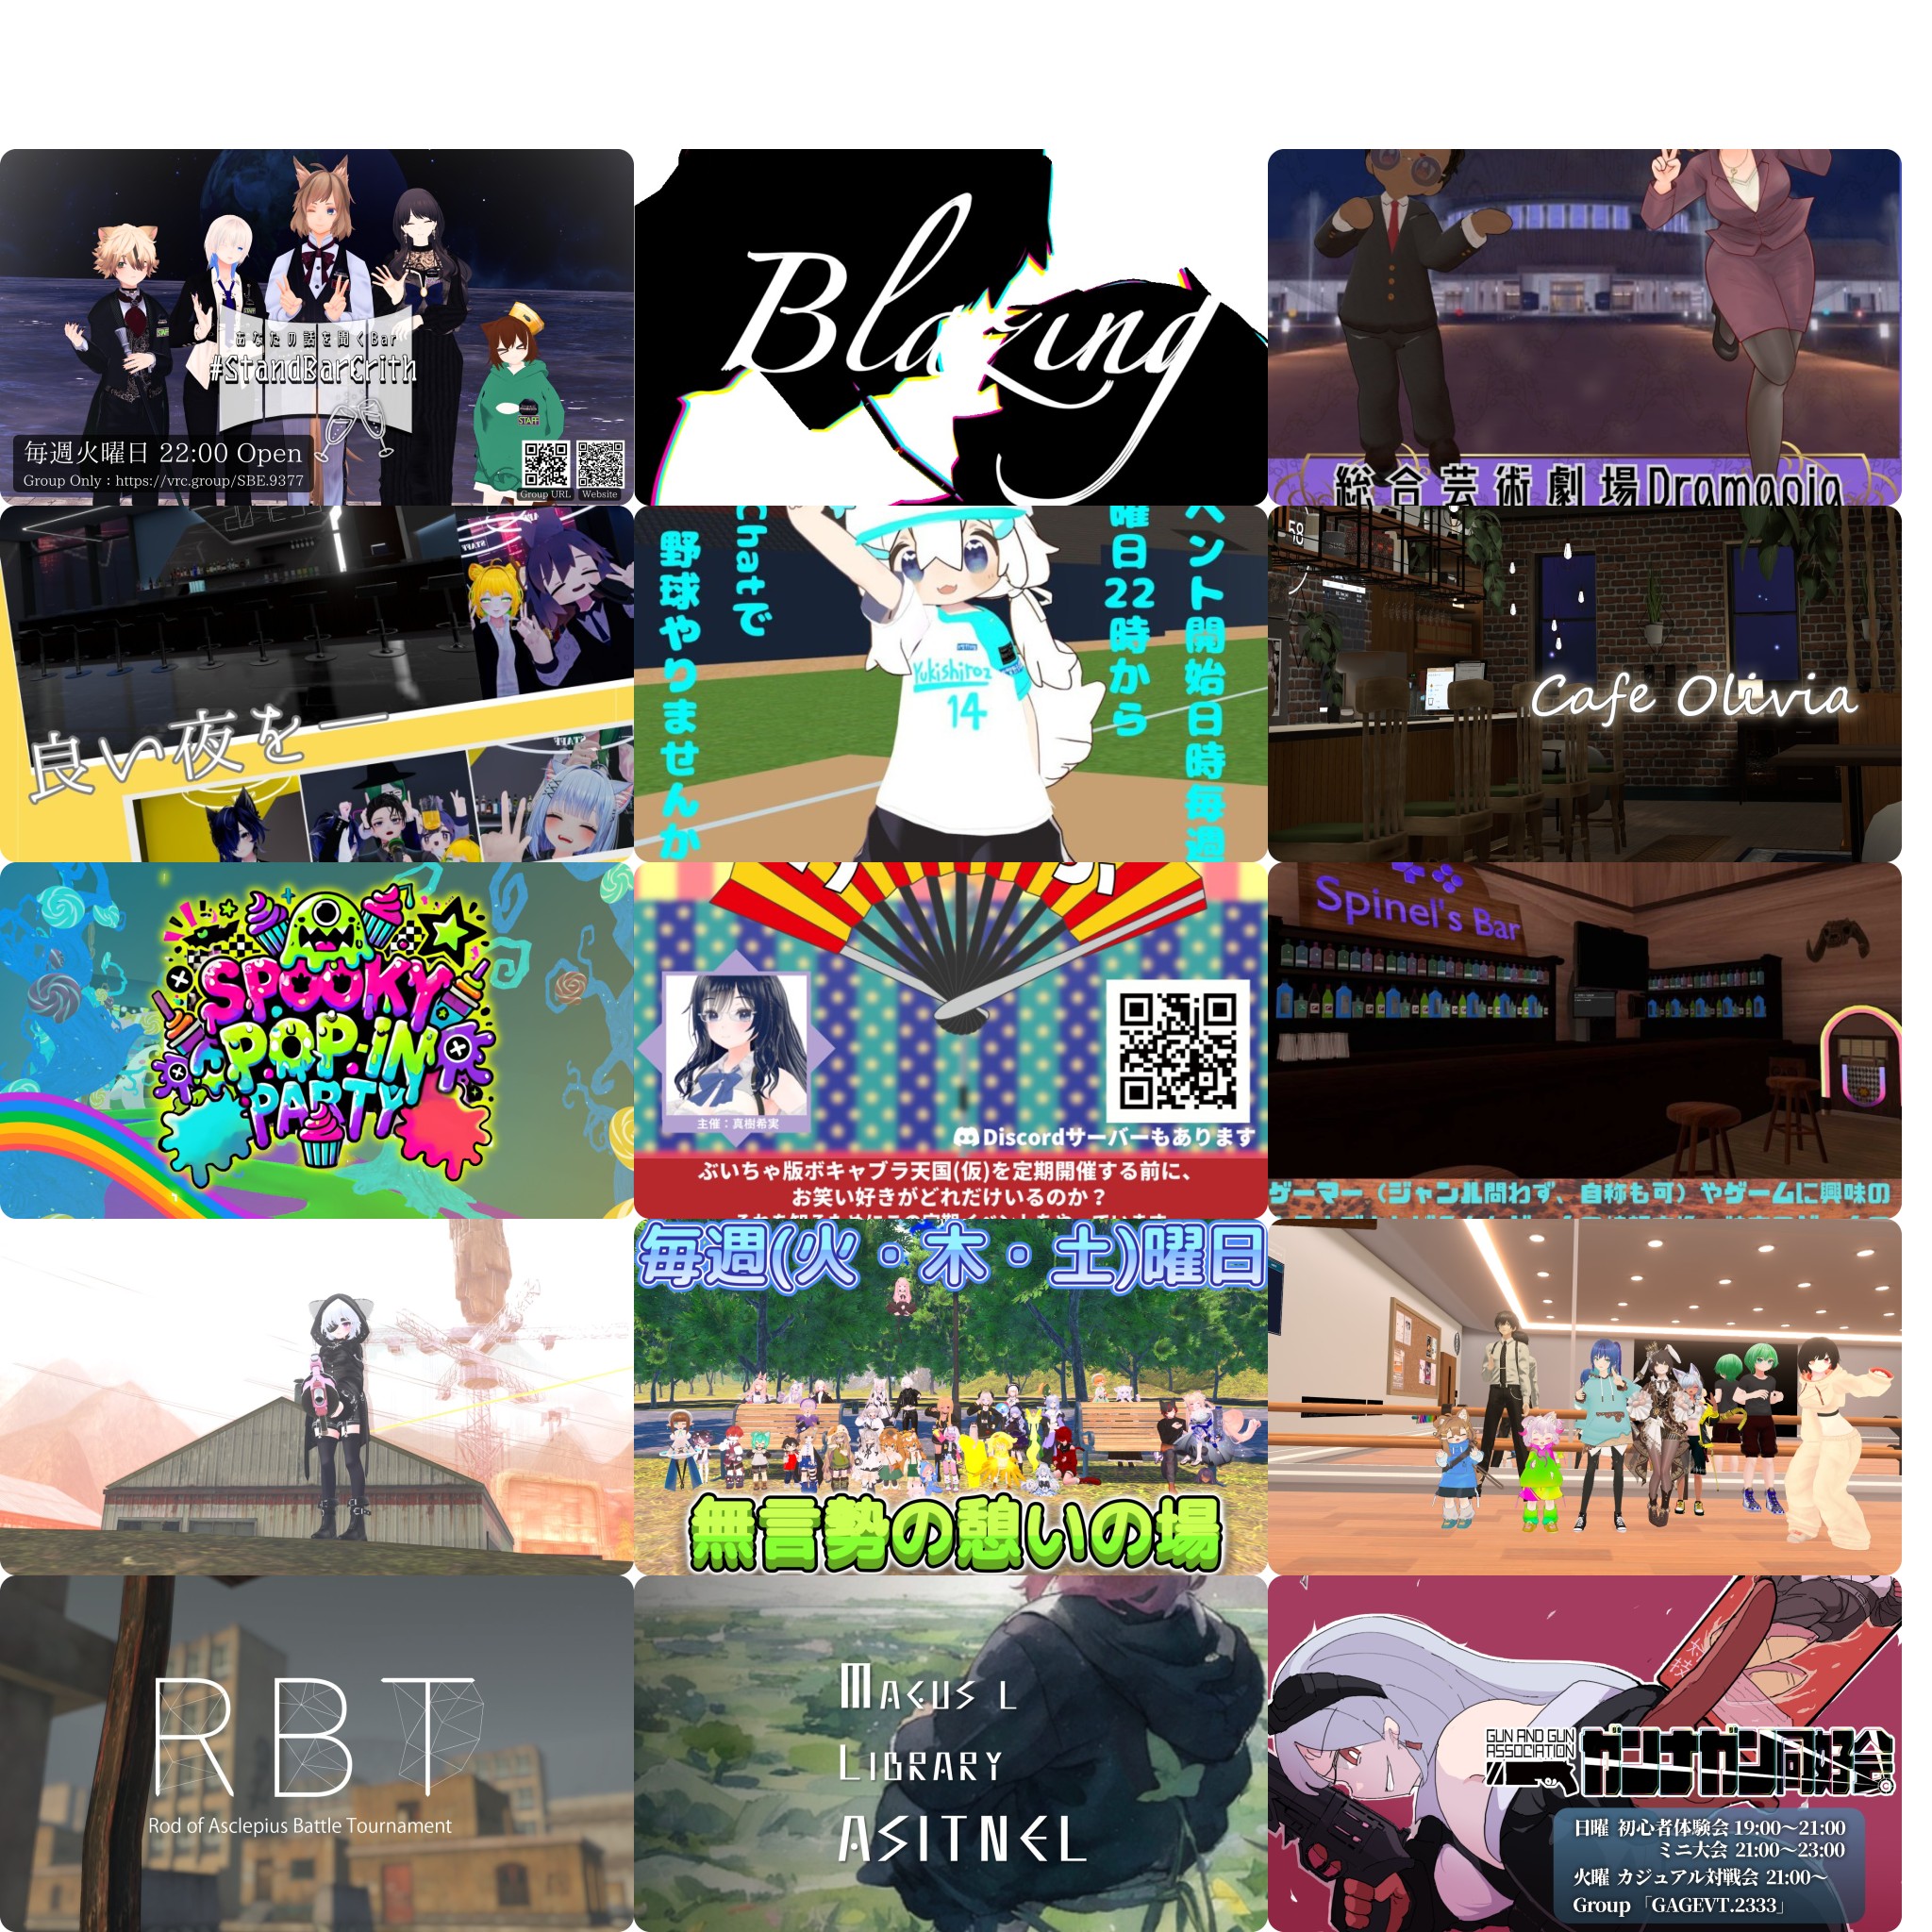 あなたの話を聞くBar
#StandBarCrith
毎週火曜日 22:00 Open
Group Only : https://vrc.group/SBE.9377
STAFF
Group URL
Website
Blazing
総合芸術劇場Dramapia
良い夜を—
STAFF
ベント開始日時毎週
曜日22時から
chatで
野球やりませんか
Yukishiroz
14
58
Cafe Olivia
SPOOKY
POP-iN
PARTY
主催：真樹希実
Discordサーバーもあります
ぶいちゃ版ボキャブラ天国(仮)を定期開催する前に、
お笑い好きがどれだけいるのか？
Spinel's Bar
ゲーマー（ジャンル問わず、自称も可）やゲームに興味の
毎週(火・木・土)曜日
無言勢の憩いの場
RBT
Rod of Asclepius Battle Tournament
MAEUS L
LIBRARY
ASITNEL
GUN AND GUN
ASSOCIATION
ガンナガン同好会
日曜 初心者体験会 19:00～21:00
ミニ大会 21:00～23:00
火曜 カジュアル対戦会 21:00～
Group 「GAGEVT.2333」